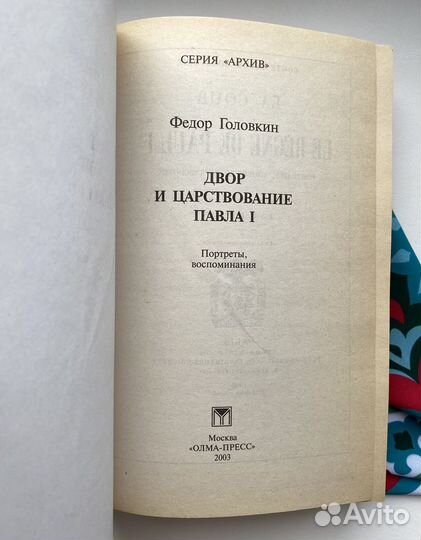 СЕРИЯ «АРХИВ»
Федор Головкин
ДВОР
И ЦАРСТВОВАНИЕ
ПАВЛА I
Портреты,
воспоминания
Москва
«ОЛМА-ПРЕСС»
2003
Avito